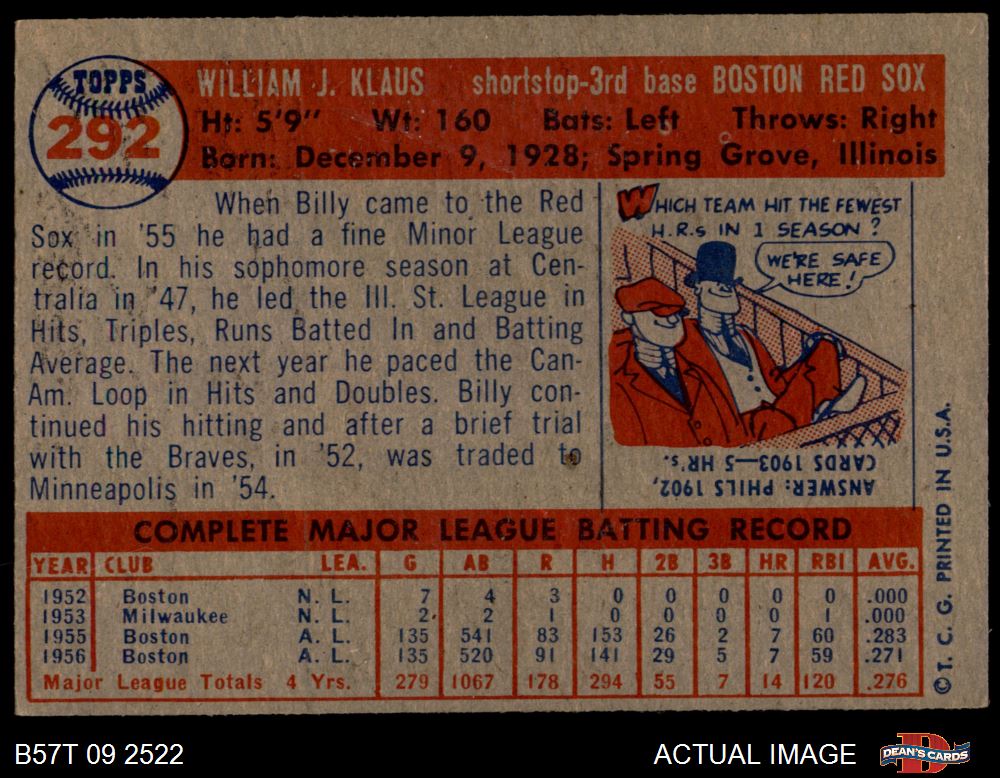 TOPPS
292
WILLIAM J. KLAUS shortstop-3rd base BOSTON RED SOX
Ht: 5'9" Wt: 160 Bats: Left Throws: Right
Born: December 9, 1928; Spring Grove, Illinois
When Billy came to the Red
Sox in '55 he had a fine Minor League
record. In his sophomore season at Cen-
tralia in '47, he led the Ill. St. League in
Hits, Triples, Runs Batted In and Batting
Average. The next year he paced the Can-
Am. Loop in Hits and Doubles. Billy con-
tinued his hitting and after a brief trial
with the Braves, in '52, was traded to
Minneapolis in '54.
WHICH TEAM HIT THE FEWEST
H.R.s IN 1 SEASON?
WE'RE SAFE
HERE!
ANSWER: PHILS 1902,
CARDS 1903—5 HR's.
COMPLETE MAJOR LEAGUE BATTING RECORD
YEAR CLUB LEA. G AB R H 2B 3B HR RBI AVG.
1952 Boston N. L. 7 4 3 0 0 0 0 0 .000
1953 Milwaukee N. L. 2 2 1 0 0 0 0 1 .000
1955 Boston A. L. 135 541 83 153 26 2 7 60 .283
1956 Boston A. L. 135 520 91 141 29 5 7 59 .271
Major League Totals 4 Yrs. 279 1067 178 294 55 7 14 120 .276
© T. C. G. PRINTED IN U.S.A.
B57T 09 2522
ACTUAL IMAGE
DEAN'S CARDS